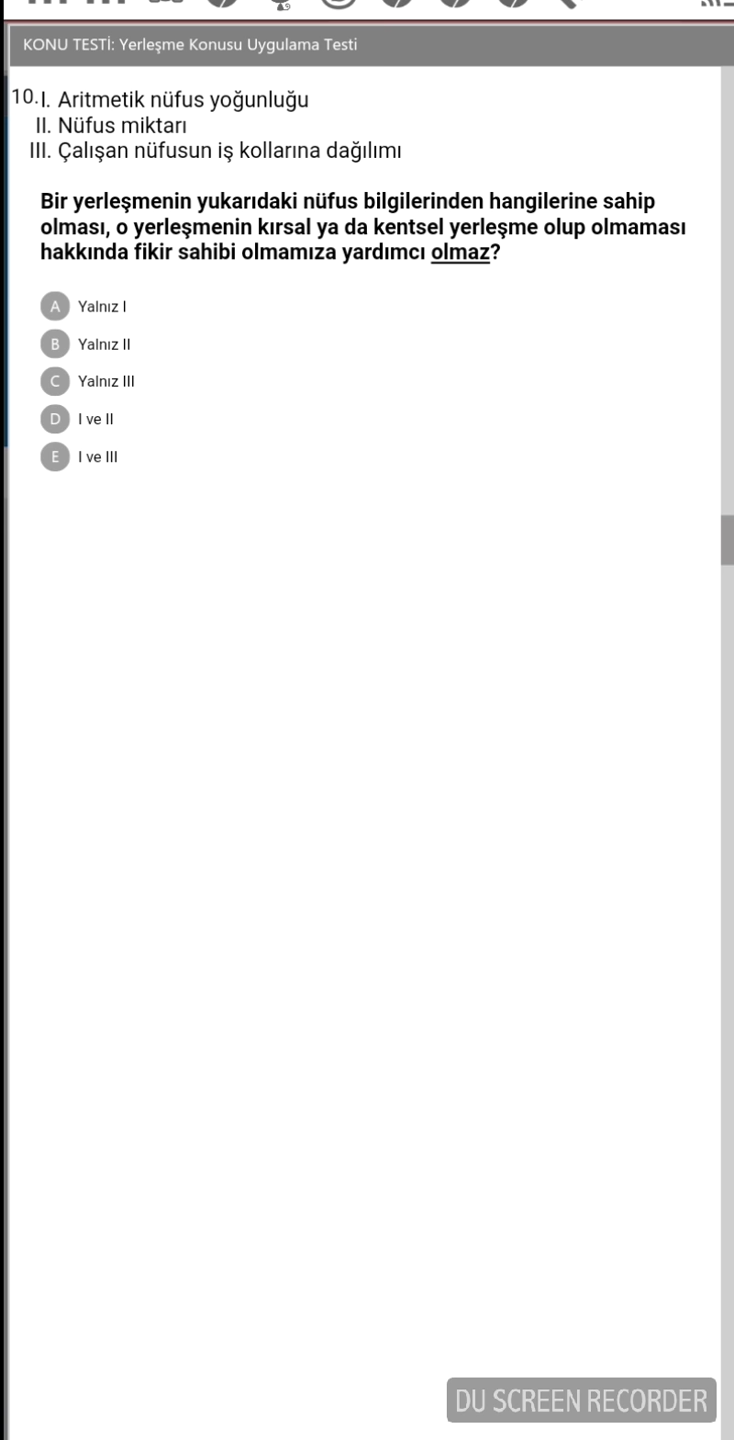 KONU TESTİ: Yerleşme Konusu Uygulama Testi
10. I. Aritmetik nüfus yoğunluğu
II. Nüfus miktarı
III. Çalışan nüfusun iş kollarına dağılımı
Bir yerleşmenin yukarıdaki nüfus bilgilerinden hangilerine sahip
olması, o yerleşmenin kırsal ya da kentsel yerleşme olup olmaması
hakkında fikir sahibi olmamıza yardımcı olmaz?
A Yalnız I
B Yalnız II
C Yalnız III
D I ve II
E I ve III
DU SCREEN RECORDER